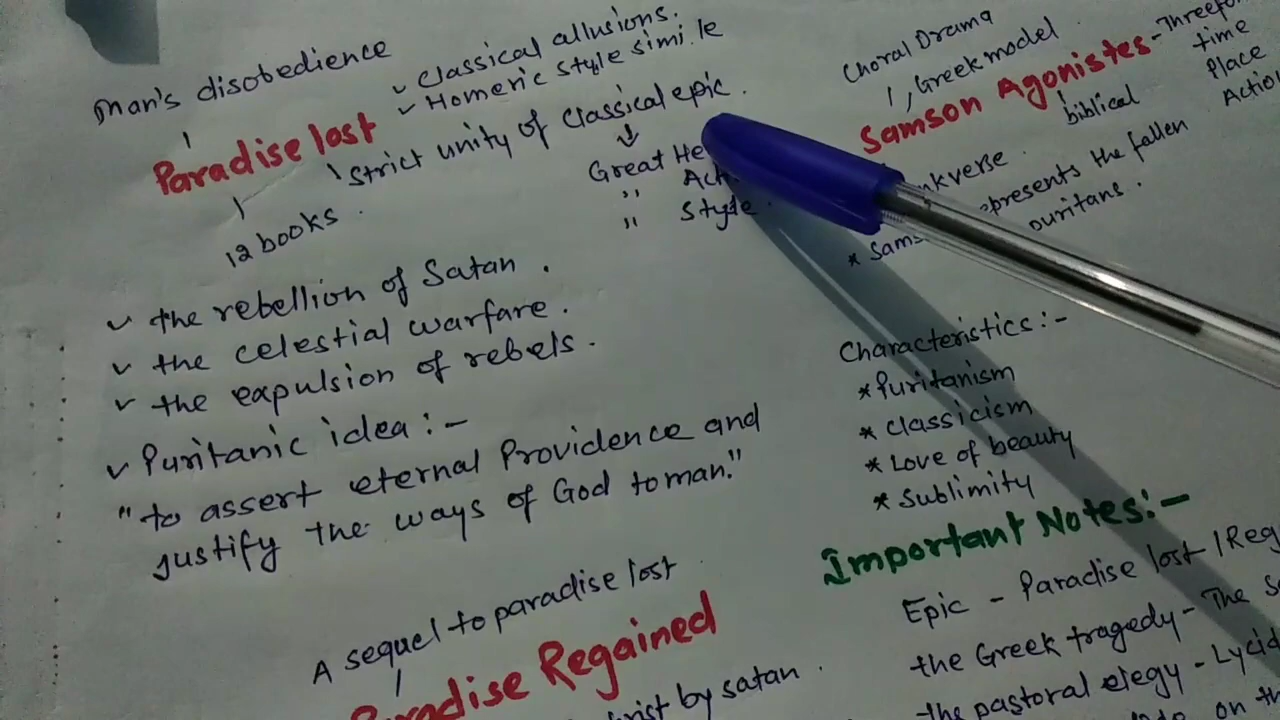 man's disobedience
✓ classical allusions.
✓ Homeric style simile
Paradise lost
strict unity of classical epic.
Great
" 
" style.
12 books.
✓ the rebellion of Satan.
✓ the celestial warfare.
✓ the expulsion of rebels.
✓ Puritanic idea:-
"to assert eternal Providence and
justify the ways of God to man."
A sequel to paradise lost
Regained
by satan.
Choral Drama
Greek model
Samson Agonistes -
time
Place
biblical
the fallen
* 
Characteristics:-
* Puritanism
* classicism
* Love of beauty
* Sublimity
Important Notes:-
Epic - Paradise lost /
the Greek tragedy - The
the pastoral elegy -
on